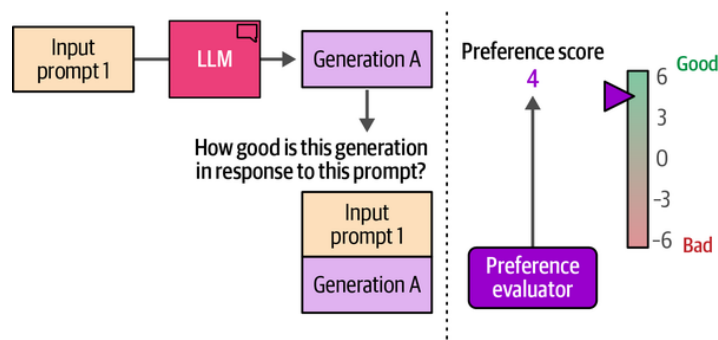 Input
prompt 1
LLM
Generation A
How good is this generation
in response to this prompt?
Input
prompt 1
Generation A
Preference score
4
Preference
evaluator
6
Good
3
0
–3
–6
Bad